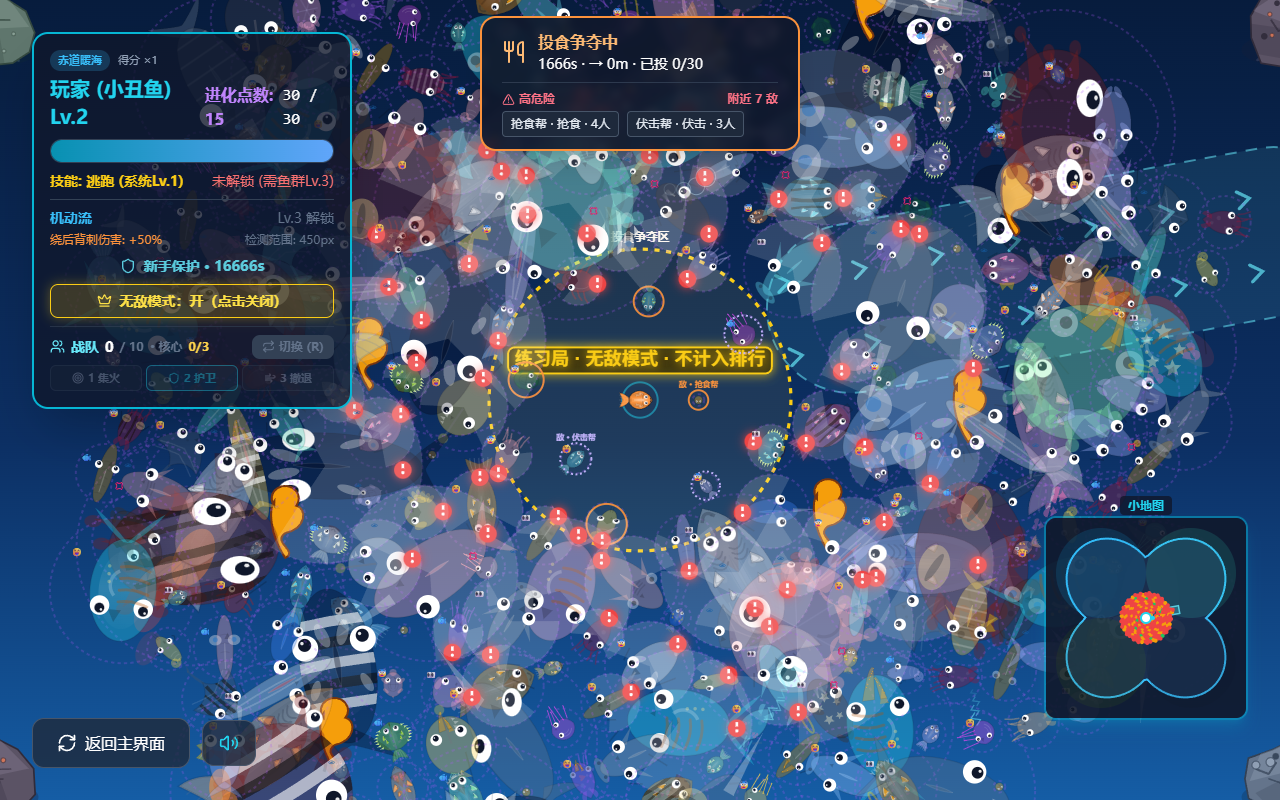 赤道暖海 得分 ×1
玩家 (小丑鱼) Lv.2
进化点数: 15
30 / 30
技能: 逃跑 (系统Lv.1) 未解锁 (需鱼群Lv.3)
机动流 Lv.3 解锁
绕后背刺伤害: +50% 检测范围: 450px
新手保护 • 16666s
无敌模式：开（点击关闭）
战队 0 / 10 · 核心 0/3 切换 (R)
1 集火 2 护卫 3 撤退
投食争夺中
1666s · → 0m · 已投 0/30
高危险 附近 7 敌
抢食帮 · 抢食 · 4人 伏击帮 · 伏击 · 3人
投食争夺区
练习局 · 无敌模式 · 不计入排行
敌 • 抢食帮
敌 • 伏击帮
小地图
返回主界面